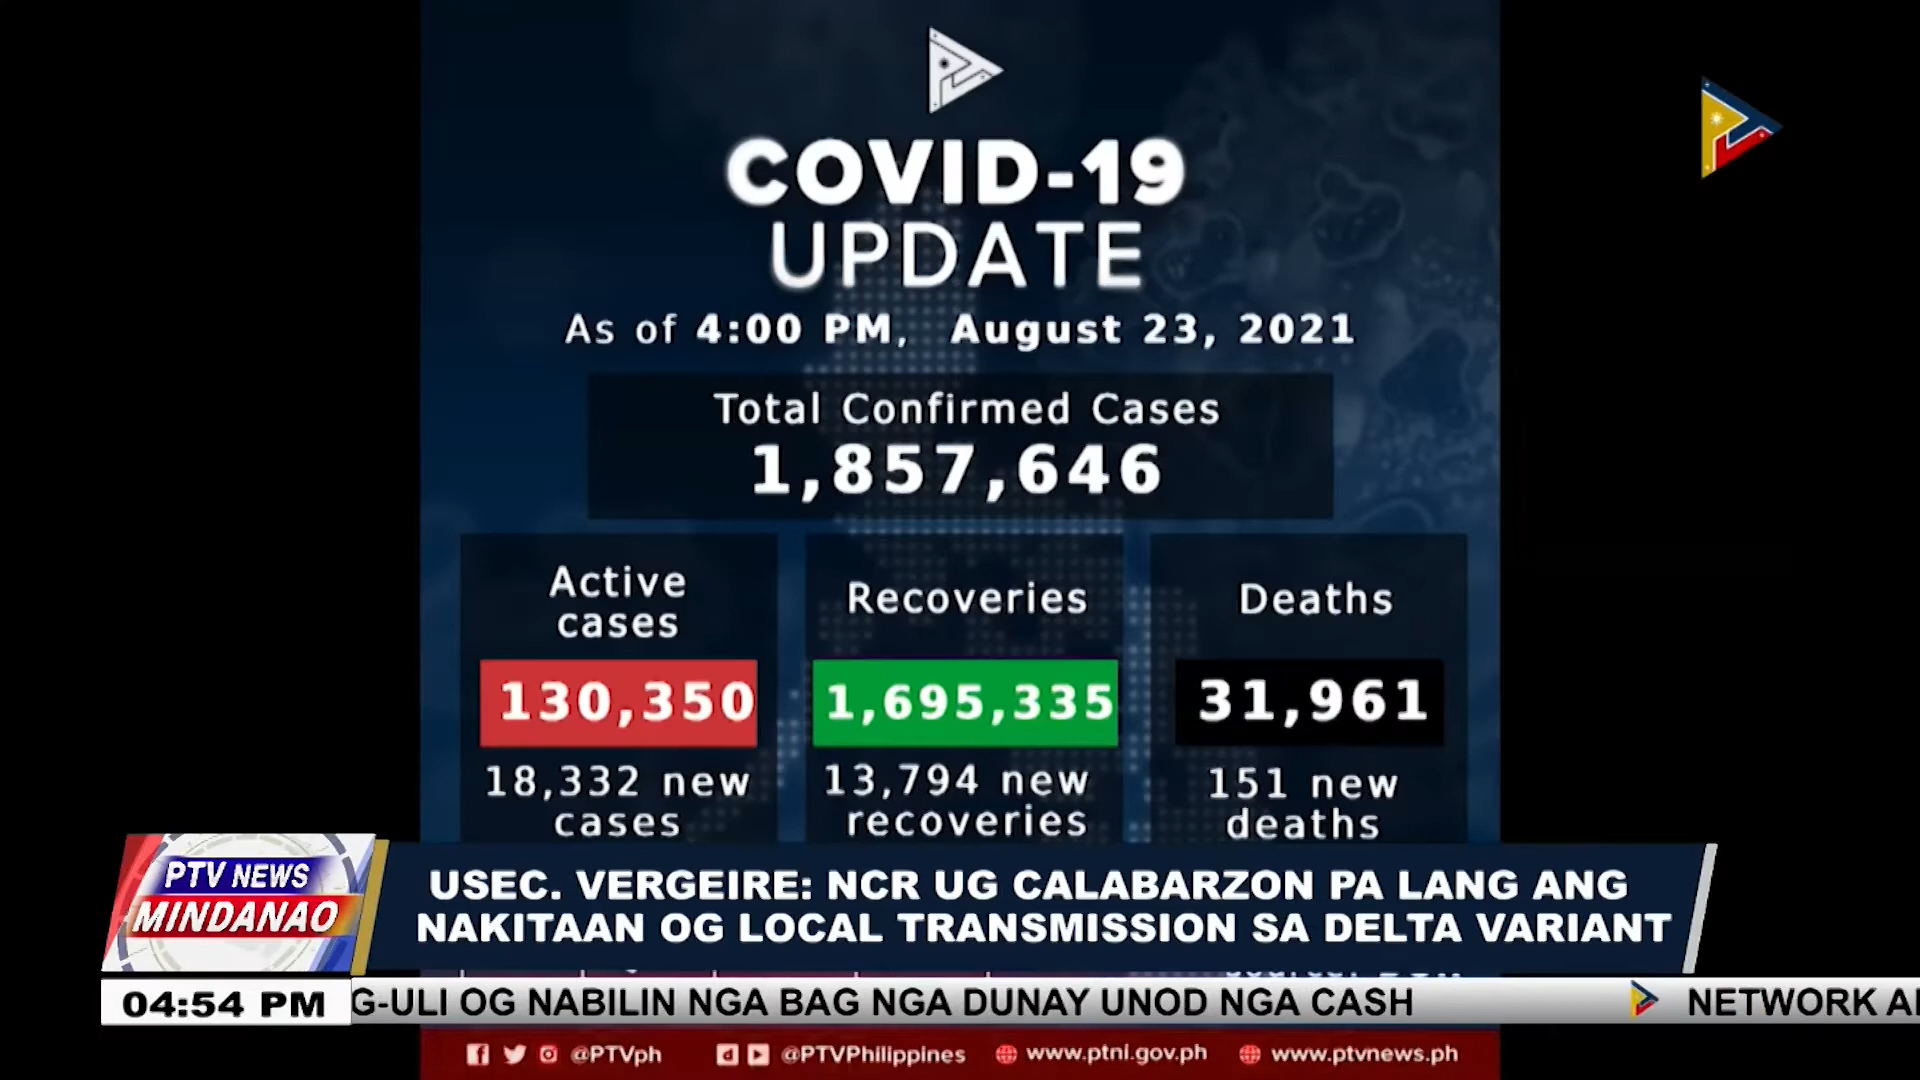 COVID-19
UPDATE
As of 4:00 PM, August 23, 2021
Total Confirmed Cases
1,857,646
Active
cases
130,350
18,332 new
cases
Recoveries
1,695,335
13,794 new
recoveries
Deaths
31,961
151 new
deaths
PTV NEWS
MINDANAO
USEC. VERGEIRE: NCR UG CALABARZON PA LANG ANG
NAKITAAN OG LOCAL TRANSMISSION SA DELTA VARIANT
04:54 PM
G-ULI OG NABILIN NGA BAG NGA DUNAY UNOD NGA CASH
NETWORK
@PTVph
@PTVPhilippines
www.ptni.gov.ph
www.ptvnews.ph